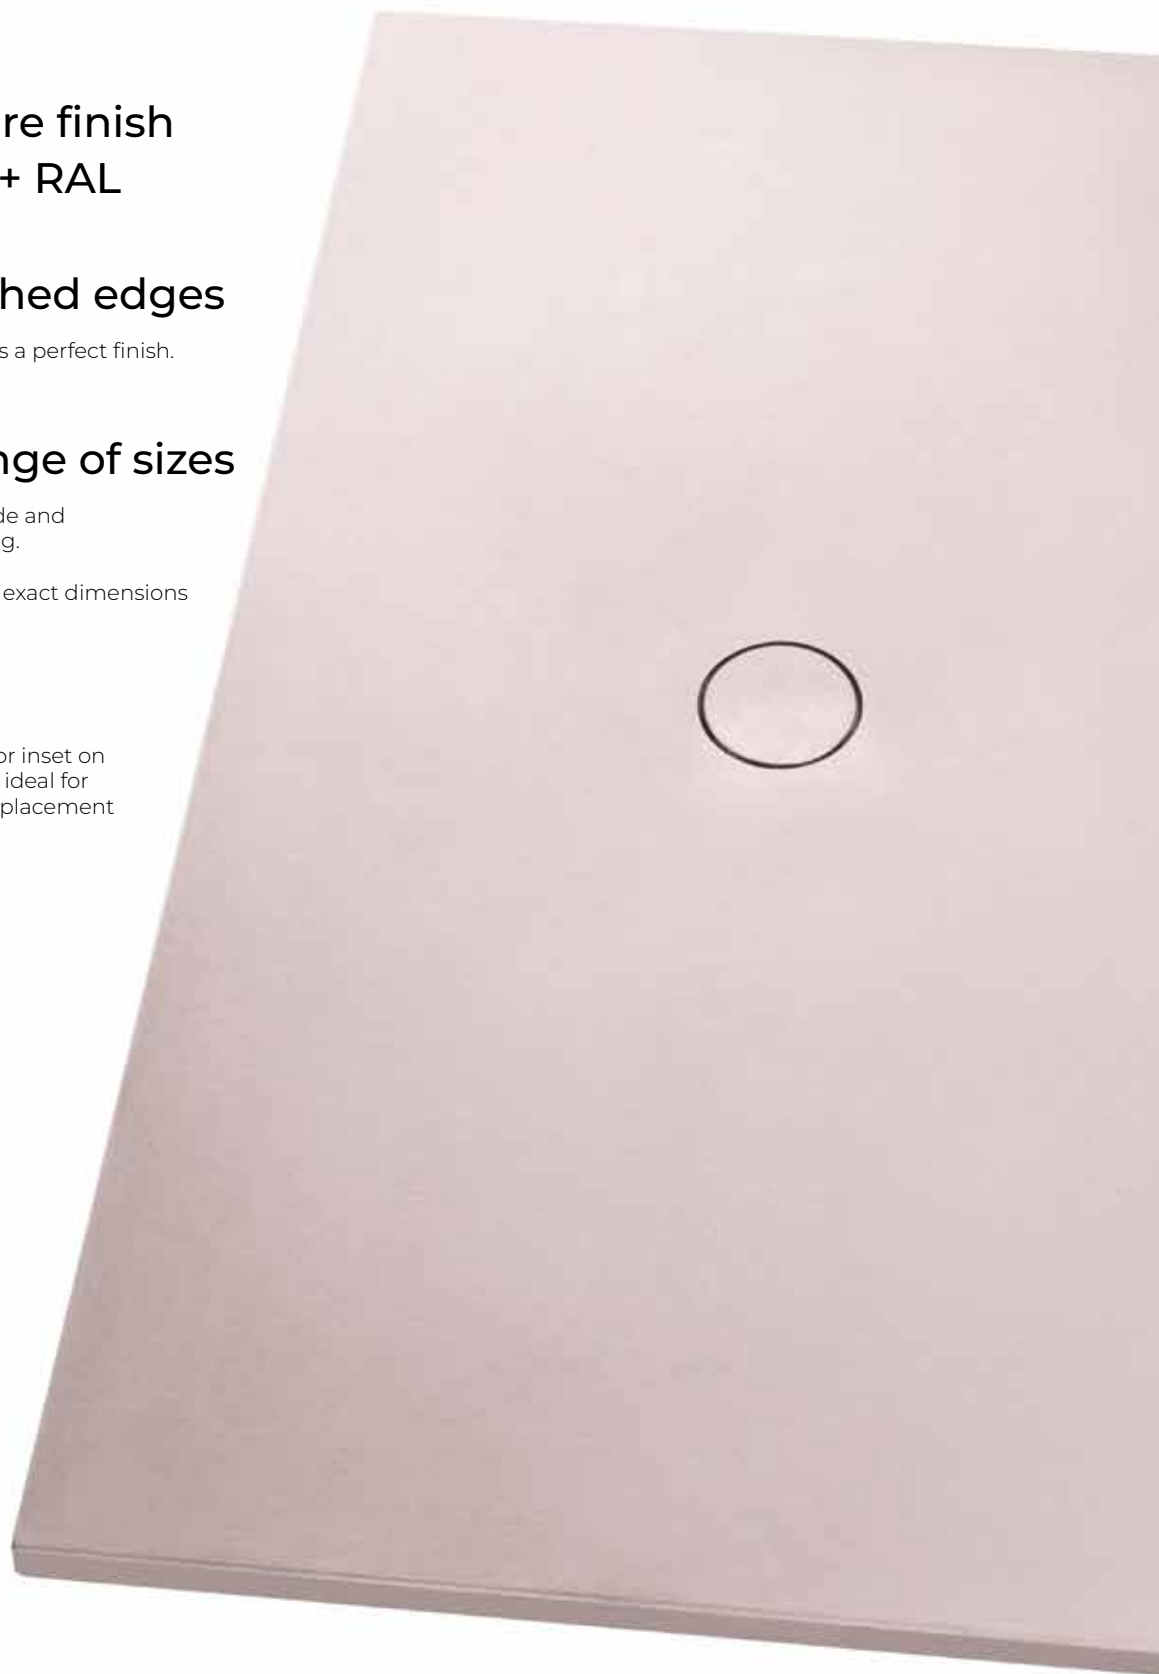 re finish
+ RAL
hed edges
s a perfect finish.
nge of sizes
de and
g.
exact dimensions
or inset on
ideal for
placement